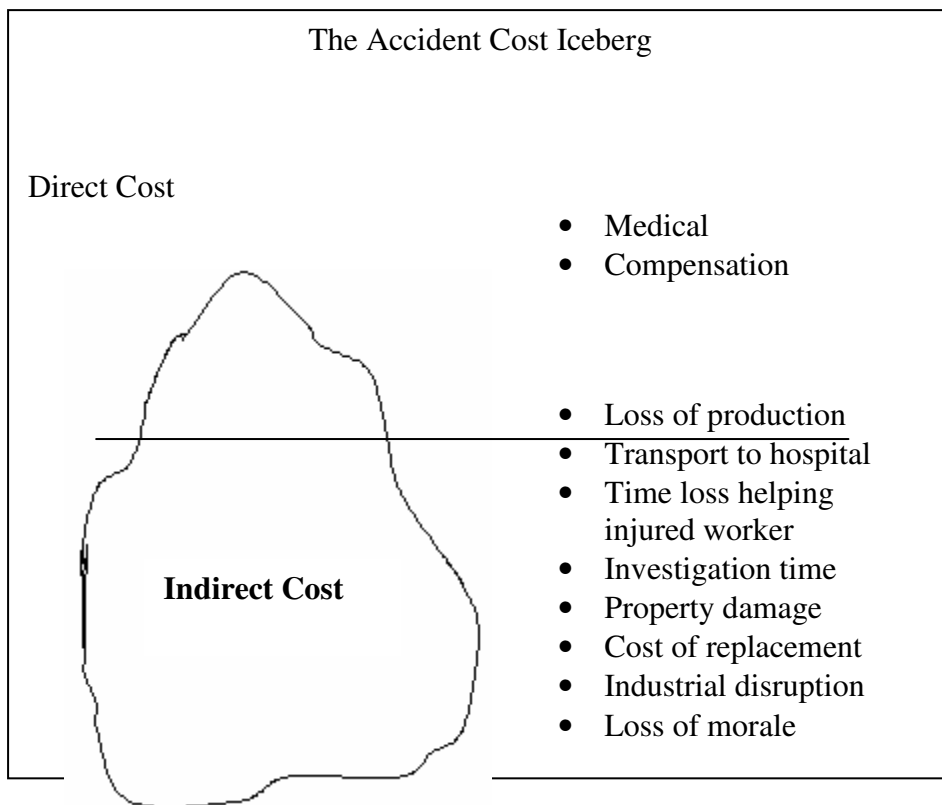 The Accident Cost Iceberg
Direct Cost
• Medical
• Compensation
• Loss of production
• Transport to hospital
• Time loss helping
injured worker
• Investigation time
• Property damage
• Cost of replacement
• Industrial disruption
• Loss of morale
Indirect Cost